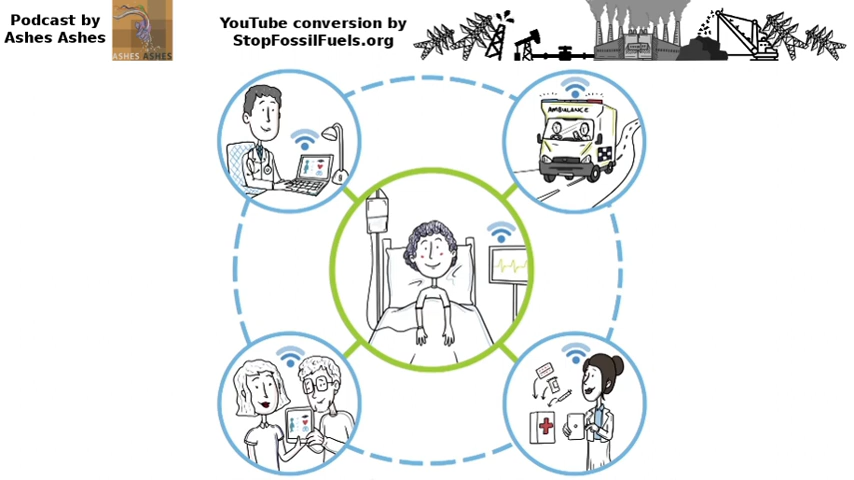 Podcast by
Ashes Ashes
ASHES ASHES
YouTube conversion by
StopFossilFuels.org
AMBULANCE